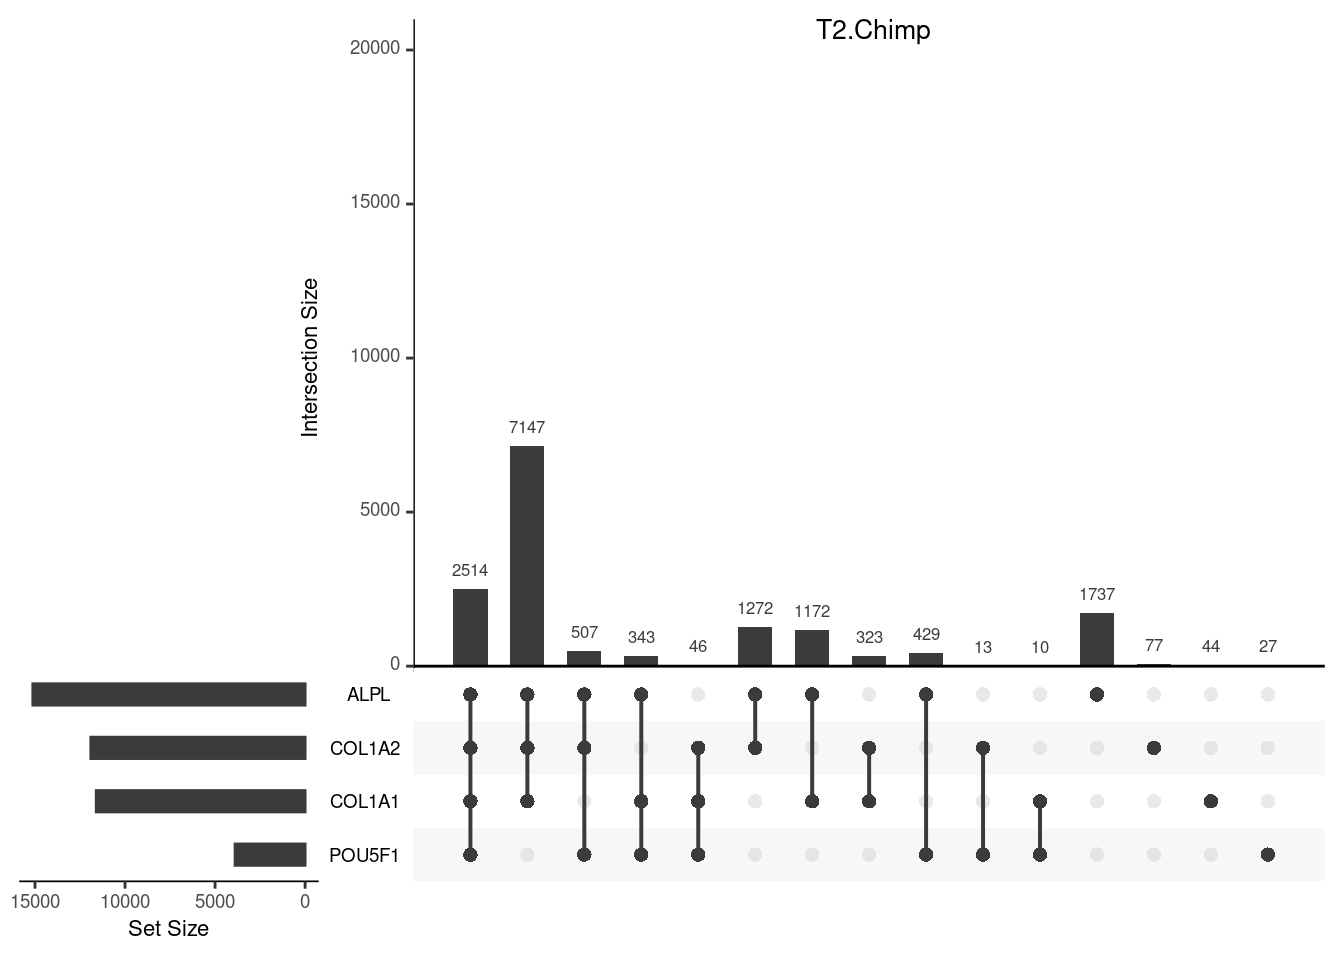 T2.Chimp
20000
15000
10000
5000
0
Intersection Size
2514
7147
507
343
46
1272
1172
323
429
13
10
1737
77
44
27
ALPL
COL1A2
COL1A1
POU5F1
15000 10000 5000 0
Set Size